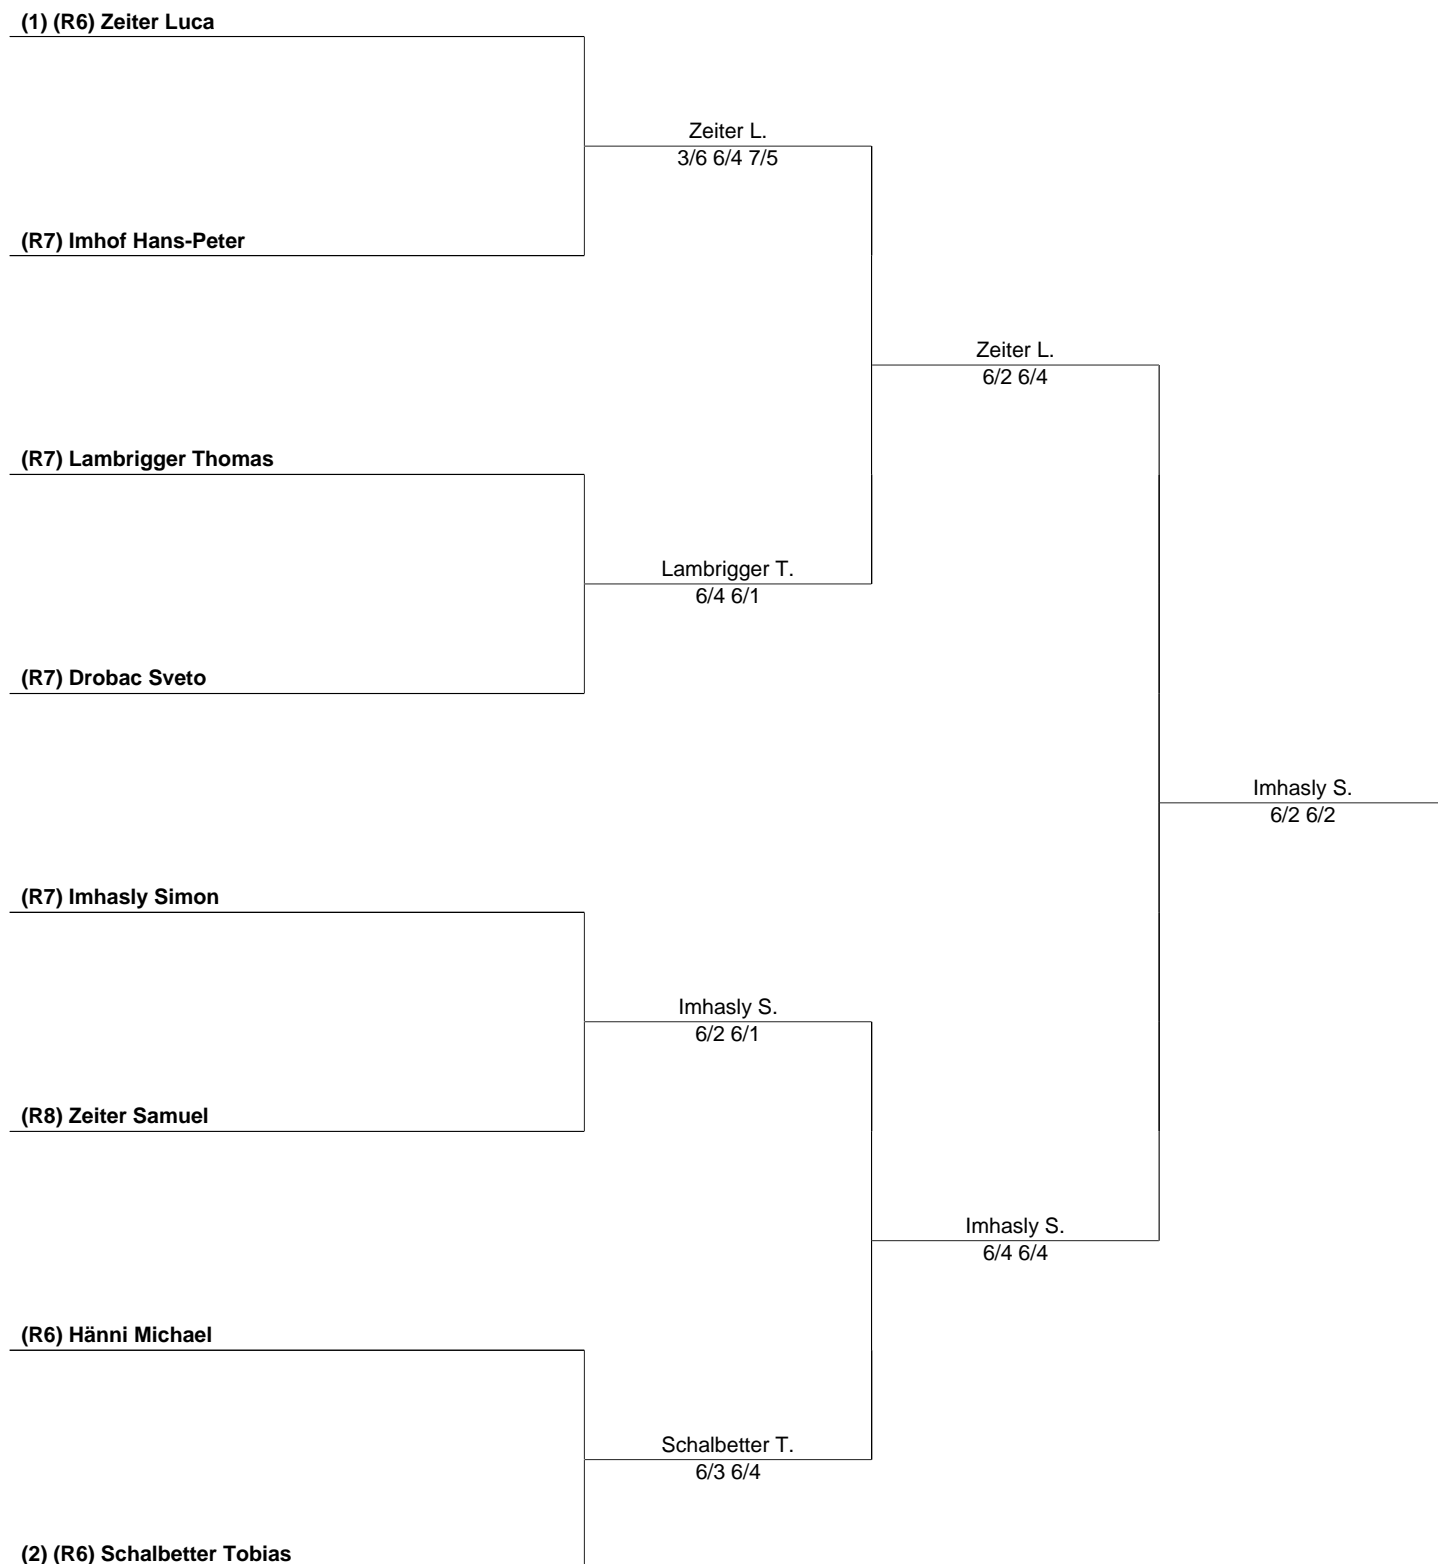 (1) (R6) Zeiter Luca
Zeiter L.
3/6 6/4 7/5
(R7) Imhof Hans-Peter
Zeiter L.
6/2 6/4
(R7) Lambrigger Thomas
Lambrigger T.
6/4 6/1
(R7) Drobac Sveto
Imhasly S.
6/2 6/2
(R7) Imhasly Simon
Imhasly S.
6/2 6/1
(R8) Zeiter Samuel
Imhasly S.
6/4 6/4
(R6) Hänni Michael
Schalbetter T.
6/3 6/4
(2) (R6) Schalbetter Tobias